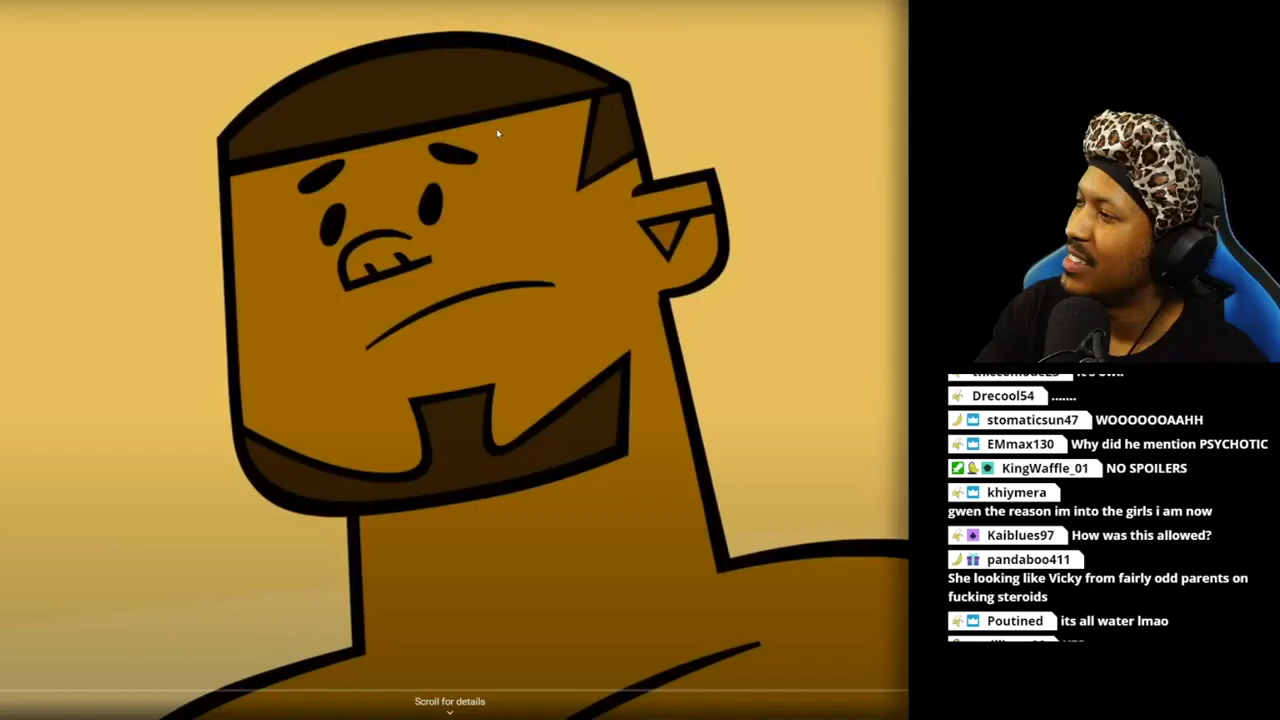 Drecool54 .......
stomaticsun47 WOOOOOOAAHH
EMmax130 Why did he mention PSYCHOTIC
KingWaffle_01 NO SPOILERS
khiymera
gwen the reason im into the girls i am now
Kaiblues97 How was this allowed?
pandaboo411
She looking like Vicky from fairly odd parents on
fucking steroids
Poutined its all water lmao
Scroll for details